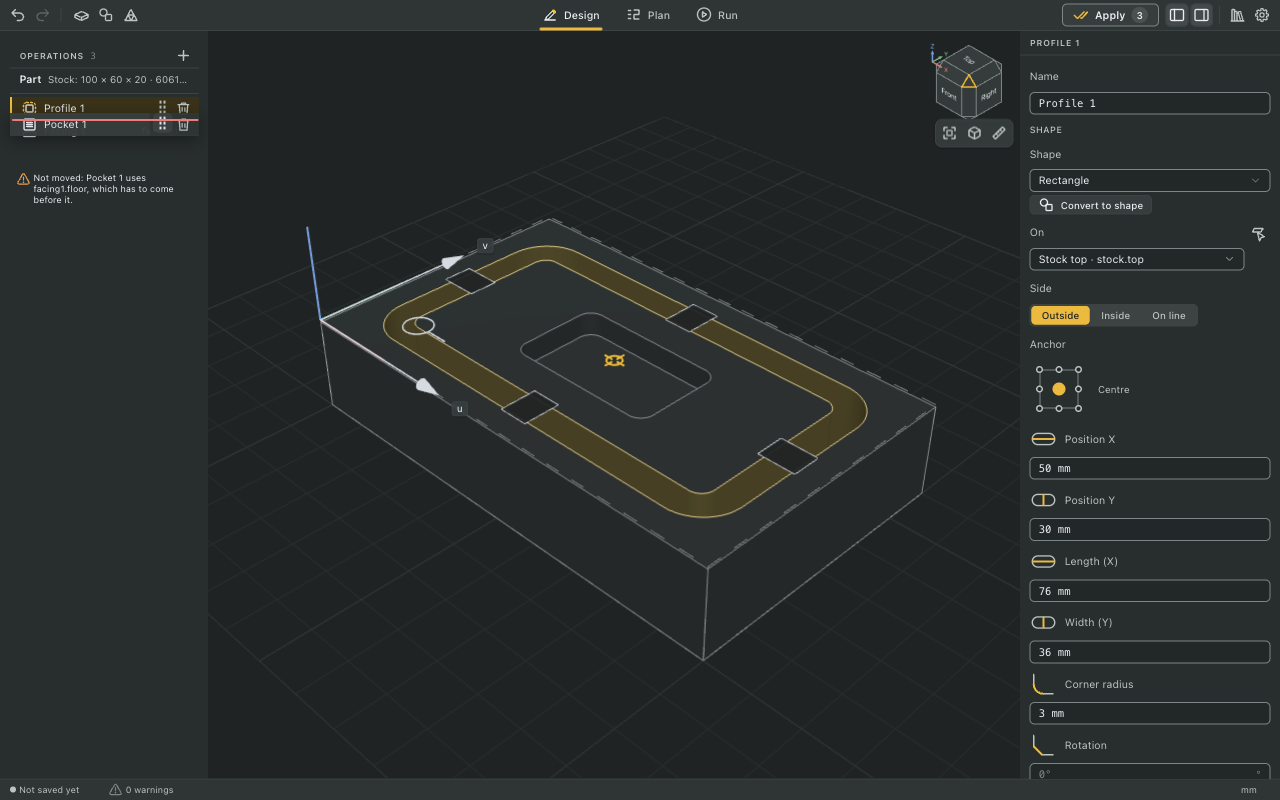 Design
Plan
Run
Apply 3
OPERATIONS 3
Part Stock: 100 × 60 × 20 · 6061...
Profile 1
Pocket 1
Not moved: Pocket 1 uses
facing1.floor, which has to come
before it.
v
u
Z
Y
X
Top
Front
Right
PROFILE 1
Name
Profile 1
SHAPE
Shape
Rectangle
Convert to shape
On
Stock top · stock.top
Side
Outside
Inside
On line
Anchor
Centre
Position X
50 mm
Position Y
30 mm
Length (X)
76 mm
Width (Y)
36 mm
Corner radius
3 mm
Rotation
0° °
Not saved yet
0 warnings
mm